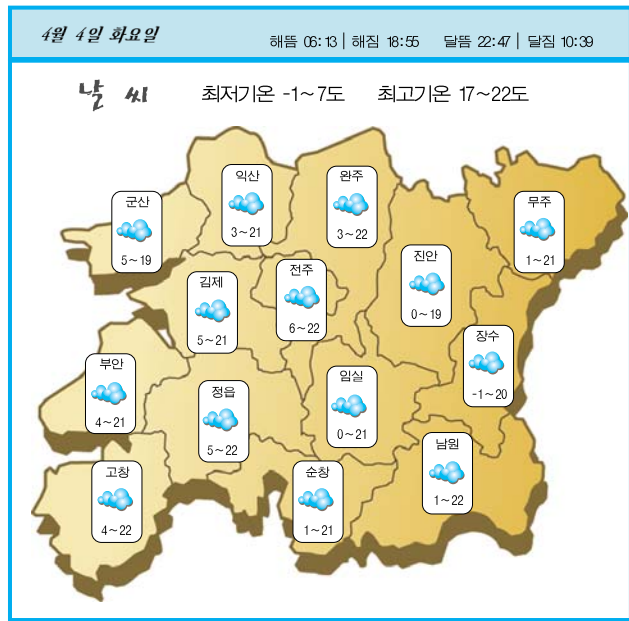 4월 4일 화요일
해뜸 06:13 | 해짐 18:55 달뜸 22:47 | 달짐 10:39
날 씨 최저기온 -1~7도 최고기온 17~22도
익산
3~21
완주
3~22
군산
5~19
무주
1~21
진안
0~19
전주
6~22
김제
5~21
장수
-1~20
부안
4~21
정읍
5~22
임실
0~21
남원
1~22
고창
4~22
순창
1~21